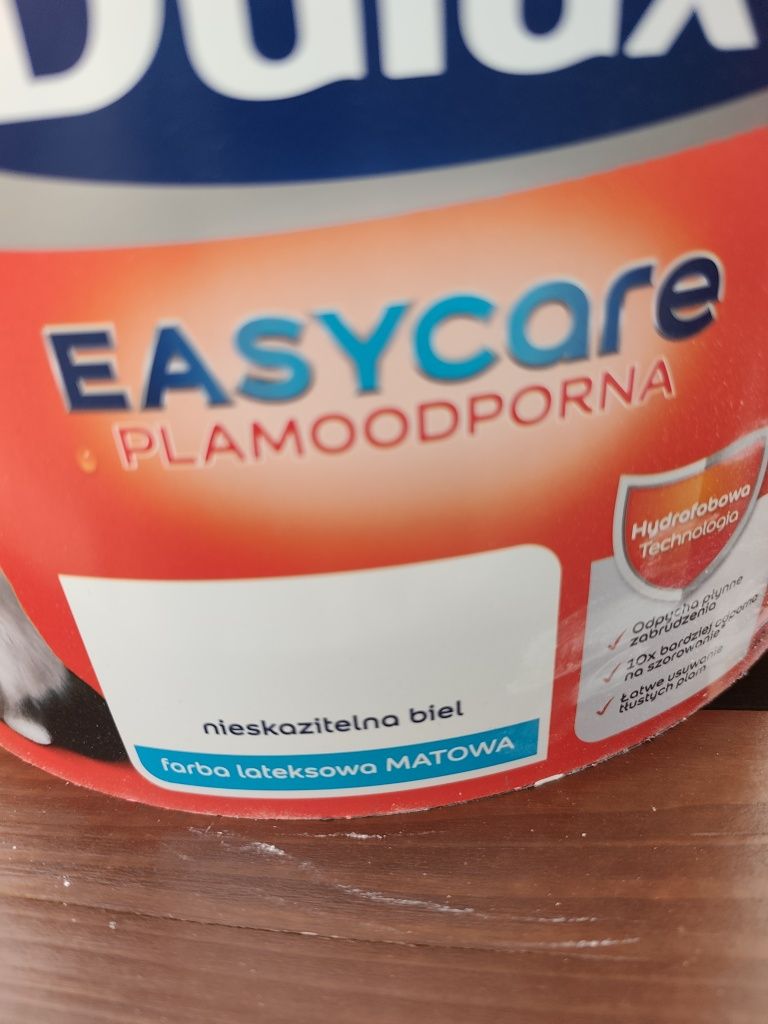 Dulux
EASYcare
PLAMOODPORNA
Hydrofobowa
Technologia
Odpycha płynne
zabrudzenia
10x bardziej odporna
na szorowanie*
Łatwe usuwanie
tłustych plam
nieskazitelna biel
farba lateksowa MATOWA